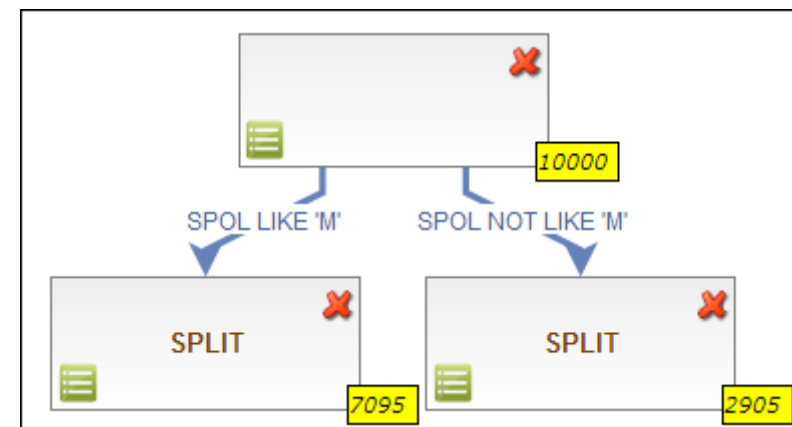 10000
SPOL LIKE 'M'
SPOL NOT LIKE 'M'
SPLIT
SPLIT
7095
2905